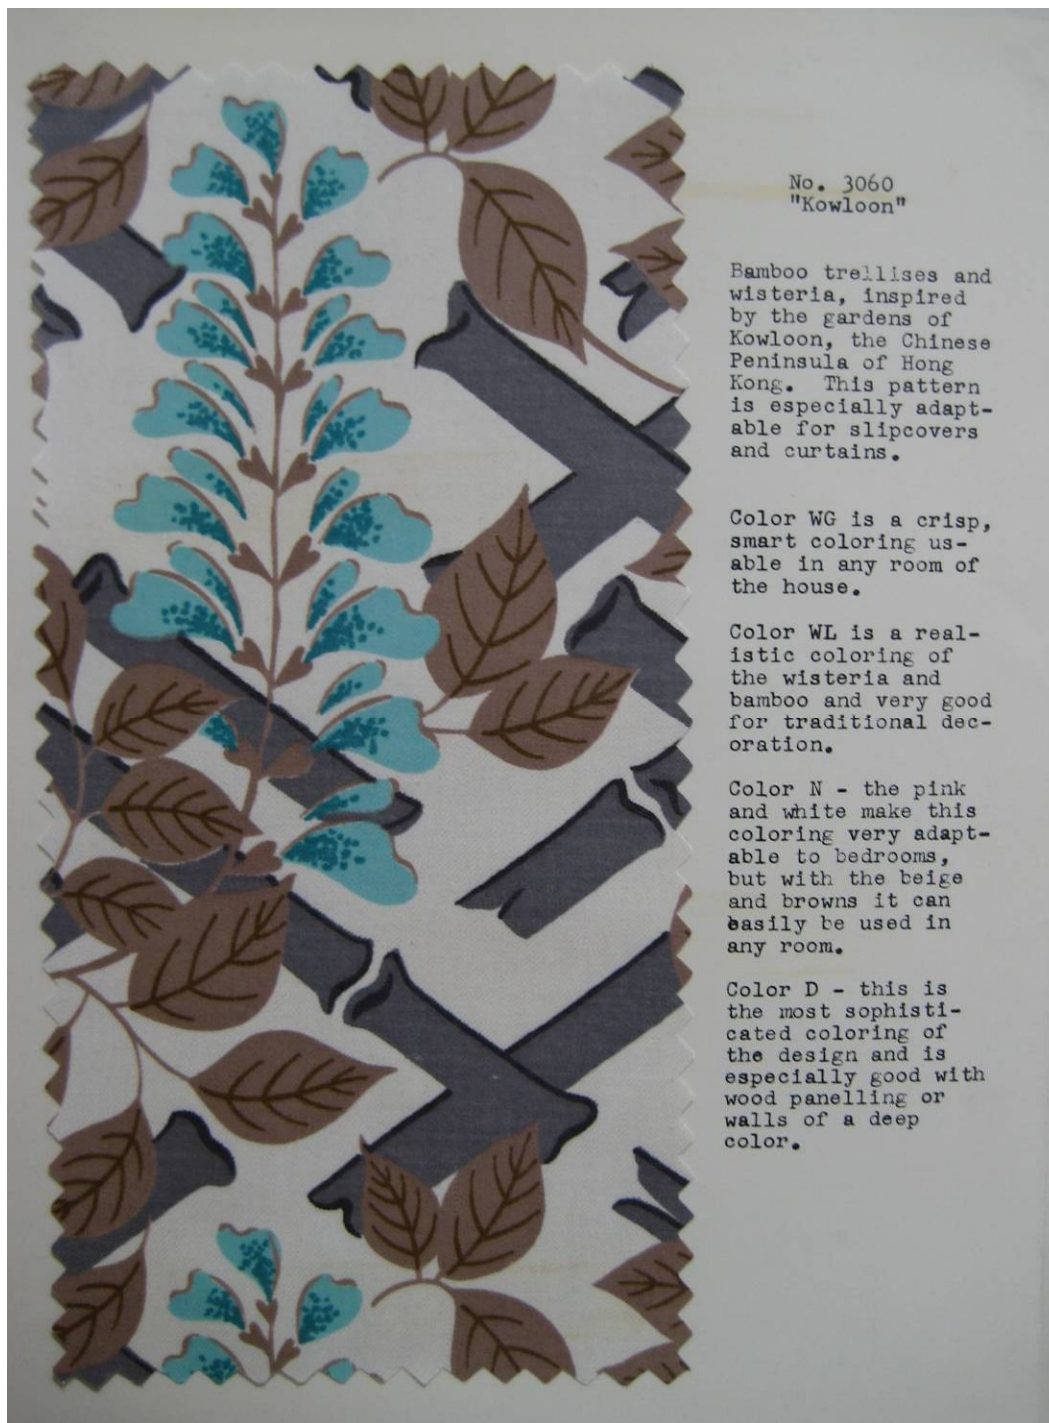 No. 3060
"Kowloon"
Bamboo trellises and
wisteria, inspired
by the gardens of
Kowloon, the Chinese
Peninsula of Hong
Kong.  This pattern
is especially adapt-
able for slipcovers
and curtains.
Color WG is a crisp,
smart coloring us-
able in any room of
the house.
Color WL is a real-
istic coloring of
the wisteria and
bamboo and very good
for traditional dec-
oration.
Color N - the pink
and white make this
coloring very adapt-
able to bedrooms,
but with the beige
and browns it can
easily be used in
any room.
Color D - this is
the most sophisti-
cated coloring of
the design and is
especially good with
wood panelling or
walls of a deep
color.